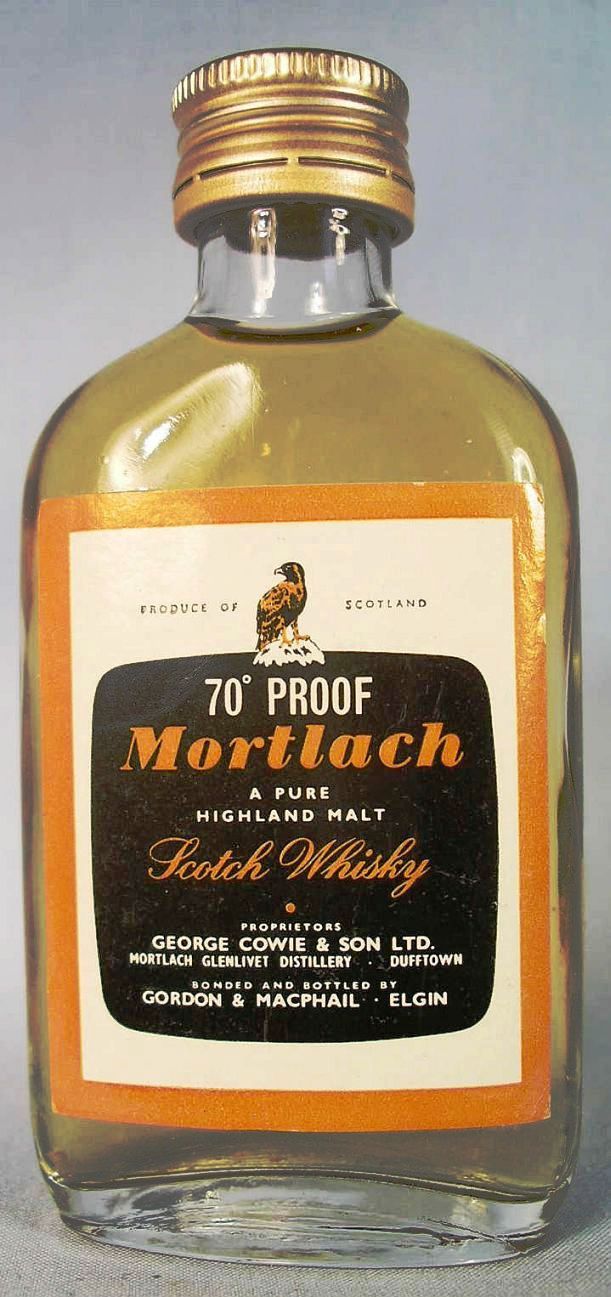 PRODUCE OF SCOTLAND
70° PROOF
Mortlach
A PURE
HIGHLAND MALT
Scotch Whisky
PROPRIETORS
GEORGE COWIE & SON LTD.
MORTLACH GLENLIVET DISTILLERY · DUFFTOWN
BONDED AND BOTTLED BY
GORDON & MACPHAIL · ELGIN